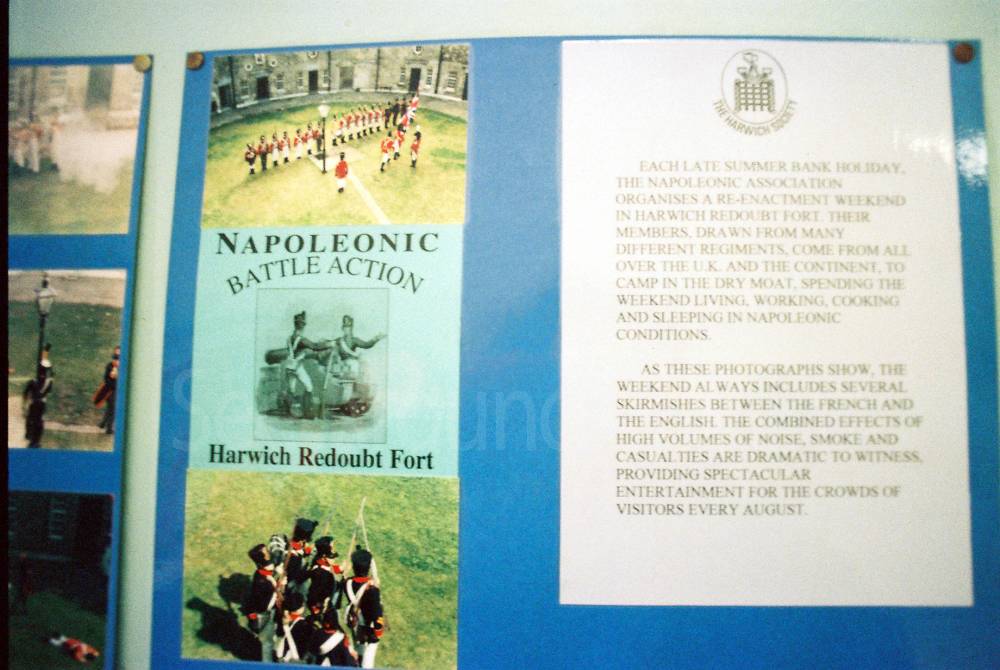 NAPOLEONIC
BATTLE ACTION
Harwich Redoubt Fort
THE HARWICH SOCIETY
EACH LATE SUMMER BANK HOLIDAY,
THE NAPOLEONIC ASSOCIATION
ORGANISES A RE-ENACTMENT WEEKEND
IN HARWICH REDOUBT FORT. THEIR
MEMBERS, DRAWN FROM MANY
DIFFERENT REGIMENTS, COME FROM ALL
OVER THE U.K. AND THE CONTINENT, TO
CAMP IN THE DRY MOAT, SPENDING THE
WEEKEND LIVING, WORKING, COOKING
AND SLEEPING IN NAPOLEONIC
CONDITIONS.
AS THESE PHOTOGRAPHS SHOW, THE
WEEKEND ALWAYS INCLUDES SEVERAL
SKIRMISHES BETWEEN THE FRENCH AND
THE ENGLISH. THE COMBINED EFFECTS OF
HIGH VOLUMES OF NOISE, SMOKE AND
CASUALTIES ARE DRAMATIC TO WITNESS,
PROVIDING SPECTACULAR
ENTERTAINMENT FOR THE CROWDS OF
VISITORS EVERY AUGUST.